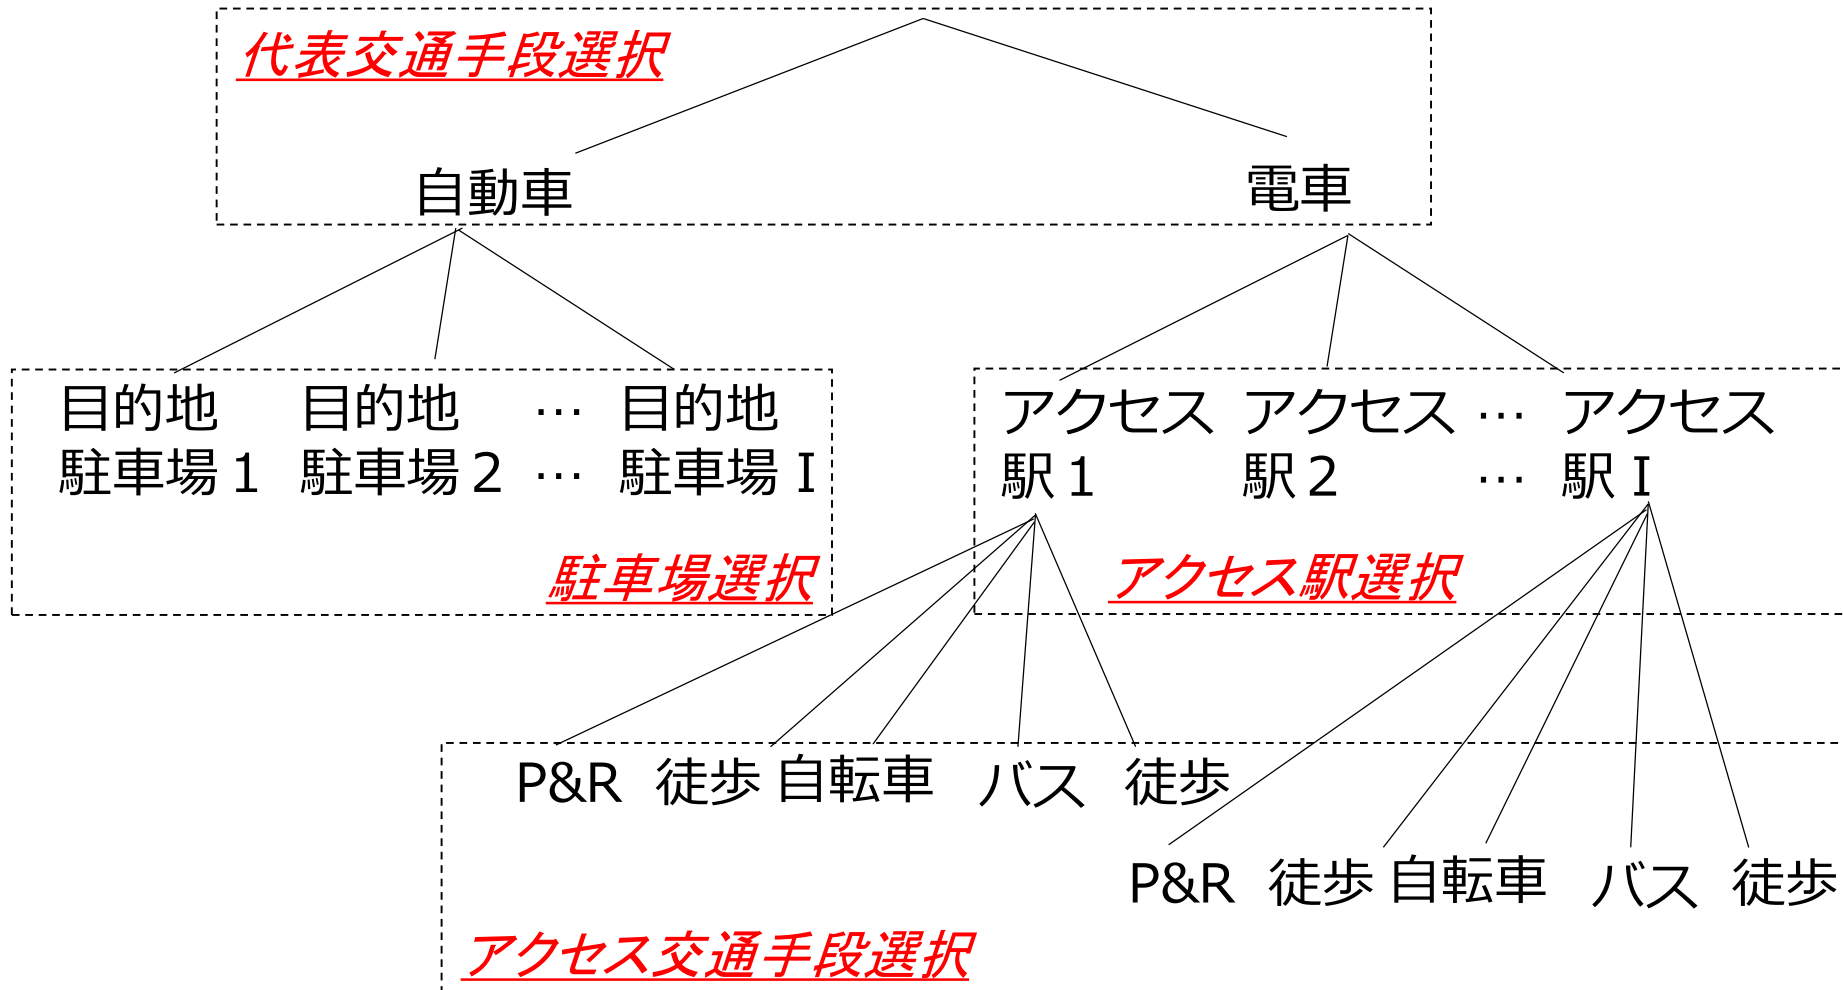 代表交通手段選択
自動車 電車
目的地 目的地 … 目的地
駐車場1 駐車場2 … 駐車場I
アクセス アクセス … アクセス
駅1 駅2 … 駅I
駐車場選択
アクセス駅選択
P&R 徒歩 自転車 バス 徒歩
P&R 徒歩 自転車 バス 徒歩
アクセス交通手段選択